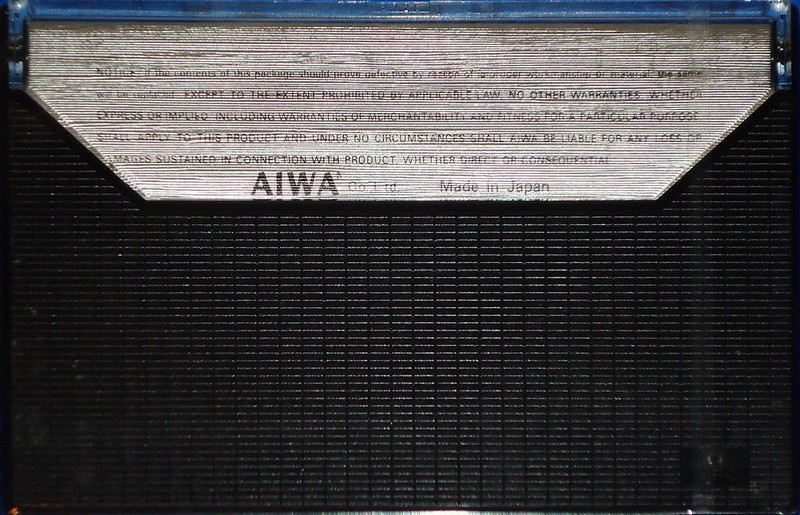 NOTICE: If the contents of this package should prove defective by reason of improper workmanship or material, the same
will be replaced. EXCEPT TO THE EXTENT PROHIBITED BY APPLICABLE LAW, NO OTHER WARRANTIES, WHETHER
EXPRESS OR IMPLIED, INCLUDING WARRANTIES OF MERCHANTABILITY AND FITNESS FOR A PARTICULAR PURPOSE
SHALL APPLY TO THIS PRODUCT AND UNDER NO CIRCUMSTANCES SHALL AIWA BE LIABLE FOR ANY LOSS OR
DAMAGES SUSTAINED IN CONNECTION WITH PRODUCT, WHETHER DIRECT OR CONSEQUENTIAL.
AIWA Co., Ltd. Made in Japan